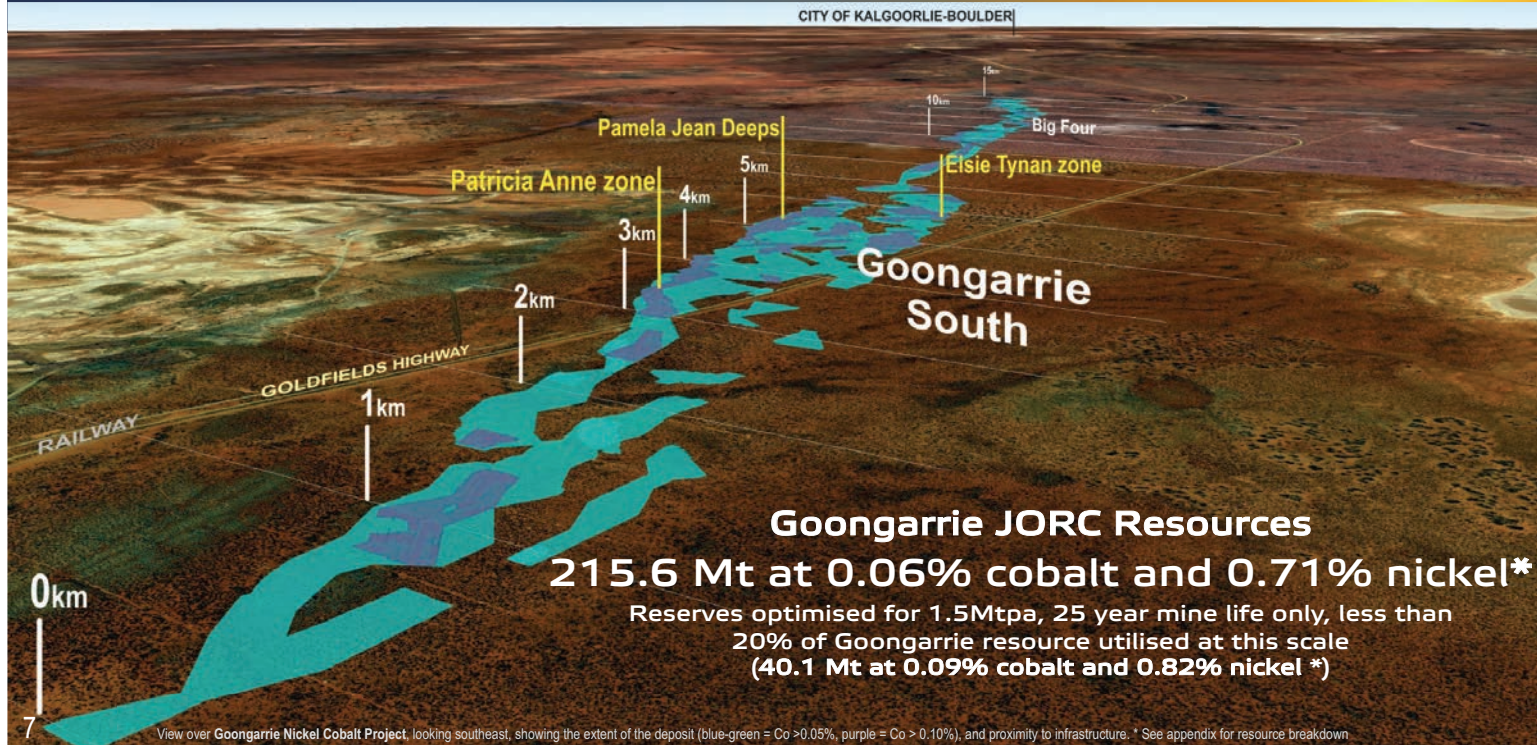 CITY OF KALGOORLIE-BOULDER
15km
10km
Big Four
Pamela Jean Deeps
Elsie Tynan zone
5km
Patricia Anne zone
4km
3km
Goongarrie
South
2km
GOLDFIELDS HIGHWAY
1km
RAILWAY
Goongarrie JORC Resources
215.6 Mt at 0.06% cobalt and 0.71% nickel*
Reserves optimised for 1.5Mtpa, 25 year mine life only, less than
20% of Goongarrie resource utilised at this scale
(40.1 Mt at 0.09% cobalt and 0.82% nickel *)
0km
7
View over Goongarrie Nickel Cobalt Project, looking southeast, showing the extent of the deposit (blue-green = Co >0.05%, purple = Co > 0.10%), and proximity to infrastructure. * See appendix for resource breakdown